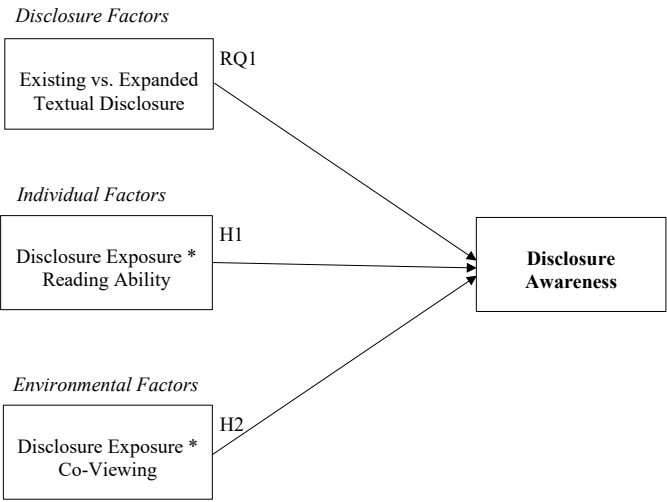 Disclosure Factors
RQ1
Existing vs. Expanded
Textual Disclosure
Individual Factors
H1
Disclosure Exposure *
Reading Ability
Disclosure
Awareness
Environmental Factors
H2
Disclosure Exposure *
Co-Viewing